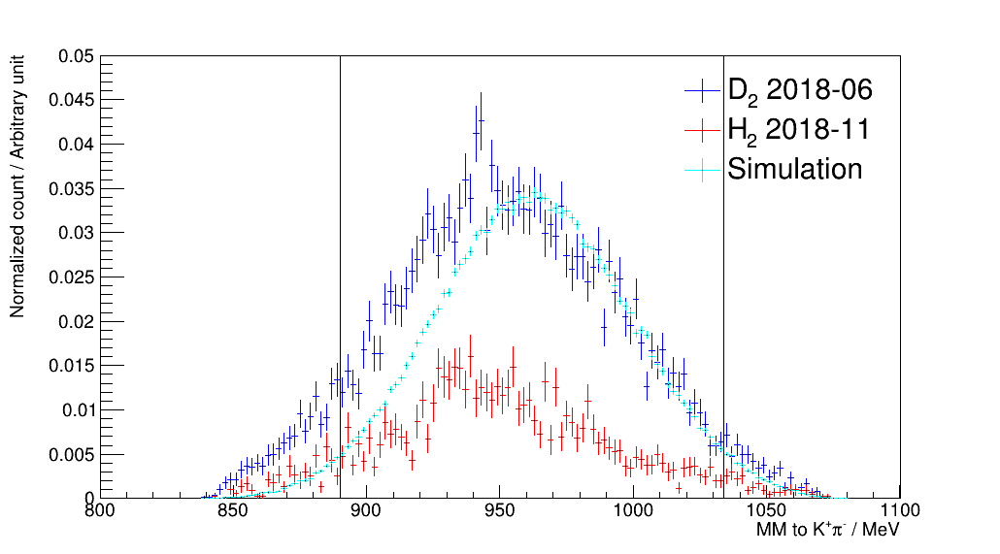 Normalized count / Arbitrary unit
0.05
0.045
0.04
0.035
0.03
0.025
0.02
0.015
0.01
0.005
0
D₂ 2018-06
H₂ 2018-11
Simulation
800 850 900 950 1000 1050 1100
MM to K⁺π⁻ / MeV